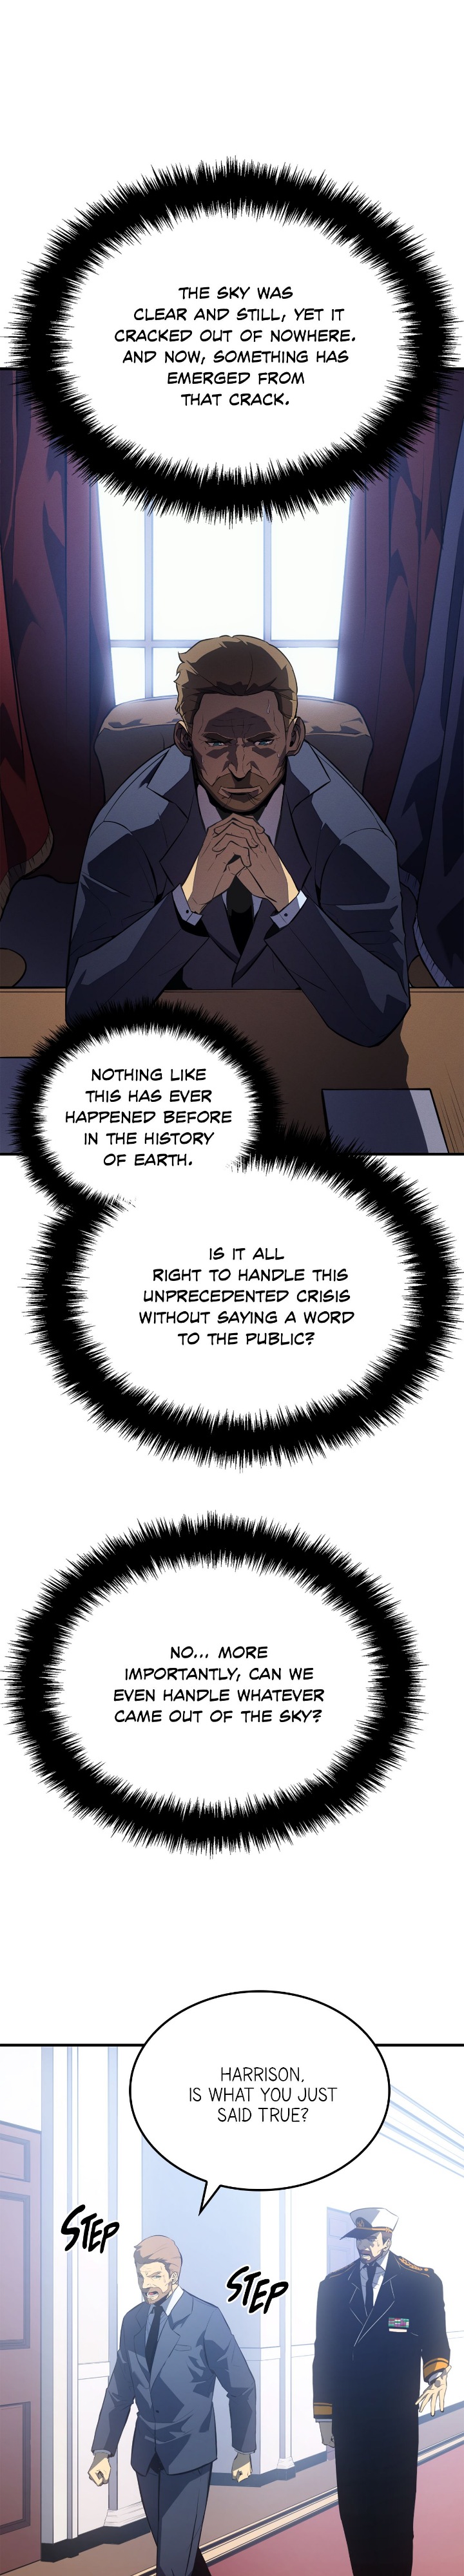 THE SKY WAS
CLEAR AND STILL; YET IT
CRACKED OUT OF NOWHERE.
AND NOW; SOMETHING HAS
EMERGED FROM
THAT CRACK.
NOTHING LIKE
THIS HAS EVER
HAPPENED BEFORE
IN THE HISTORY
OF EARTH.
IS IT ALL
RIGHT TO HANDLE THIS
UNPRECEDENTED CRISIS
WITHOUT SAYING A WORD
TO THE PUBLIC?
NO... MORE
IMPORTANTLY; CAN WE
EVEN HANDLE WHATEVER
CAME OUT OF THE SKY?
HARRISON,
IS WHAT YOU JUST
SAID TRUE?
STEP
STEP